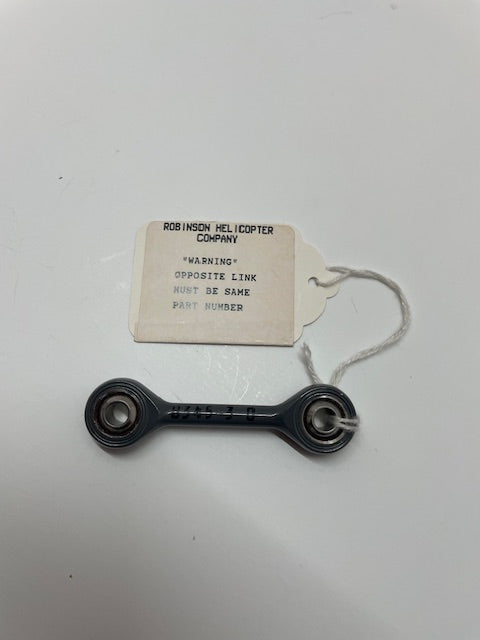 ROBINSON HELICOPTER
COMPANY
"WARNING"
OPPOSITE LINK
MUST BE SAME
PART NUMBER